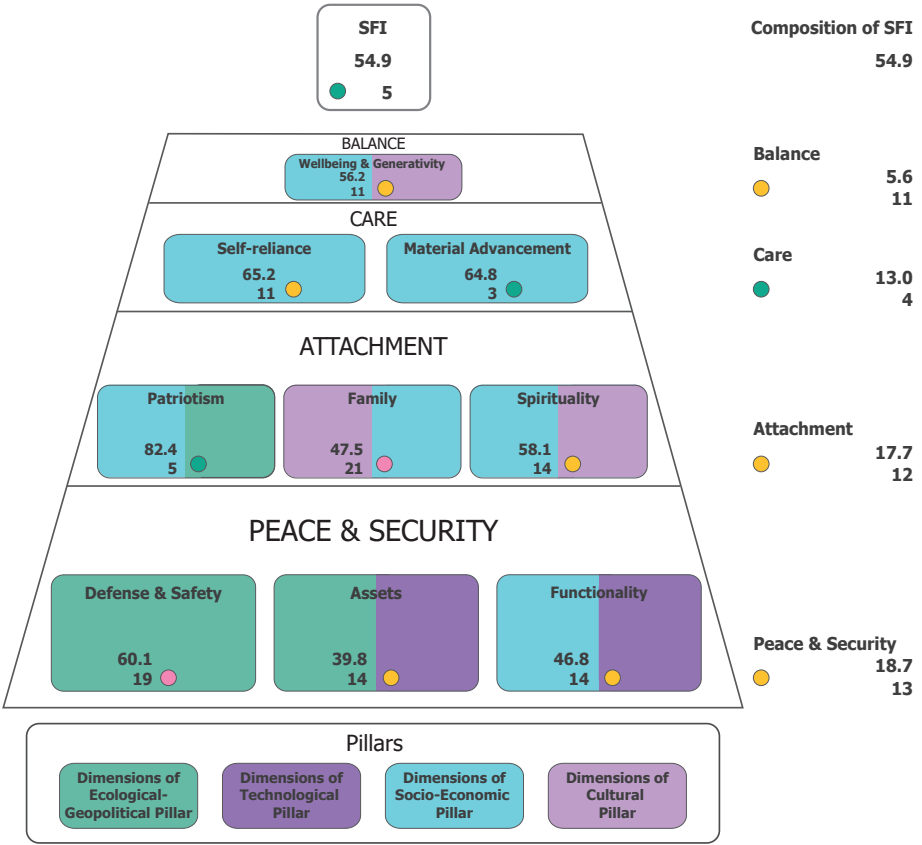 SFI
54.9
5
Composition of SFI
54.9
BALANCE
Wellbeing & Generativity
56.2
11
Balance
5.6
11
CARE
Self-reliance
65.2
11
Material Advancement
64.8
3
Care
13.0
4
ATTACHMENT
Patriotism
82.4
5
Family
47.5
21
Spirituality
58.1
14
Attachment
17.7
12
PEACE & SECURITY
Defense & Safety
60.1
19
Assets
39.8
14
Functionality
46.8
14
Peace & Security
18.7
13
Pillars
Dimensions of
Ecological-
Geopolitical Pillar
Dimensions of
Technological
Pillar
Dimensions of
Socio-Economic
Pillar
Dimensions of
Cultural
Pillar